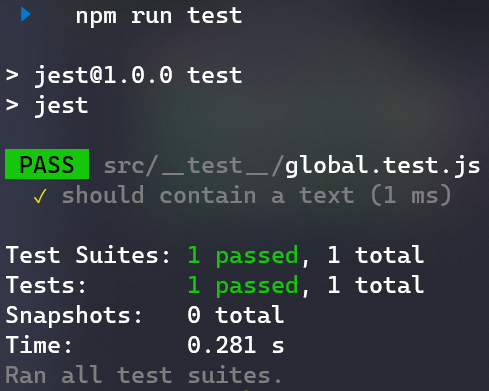 npm run test
> jest@1.0.0 test
> jest
PASS src/__test__/global.test.js
✓ should contain a text (1 ms)
Test Suites: 1 passed, 1 total
Tests: 1 passed, 1 total
Snapshots: 0 total
Time: 0.281 s
Ran all test suites.